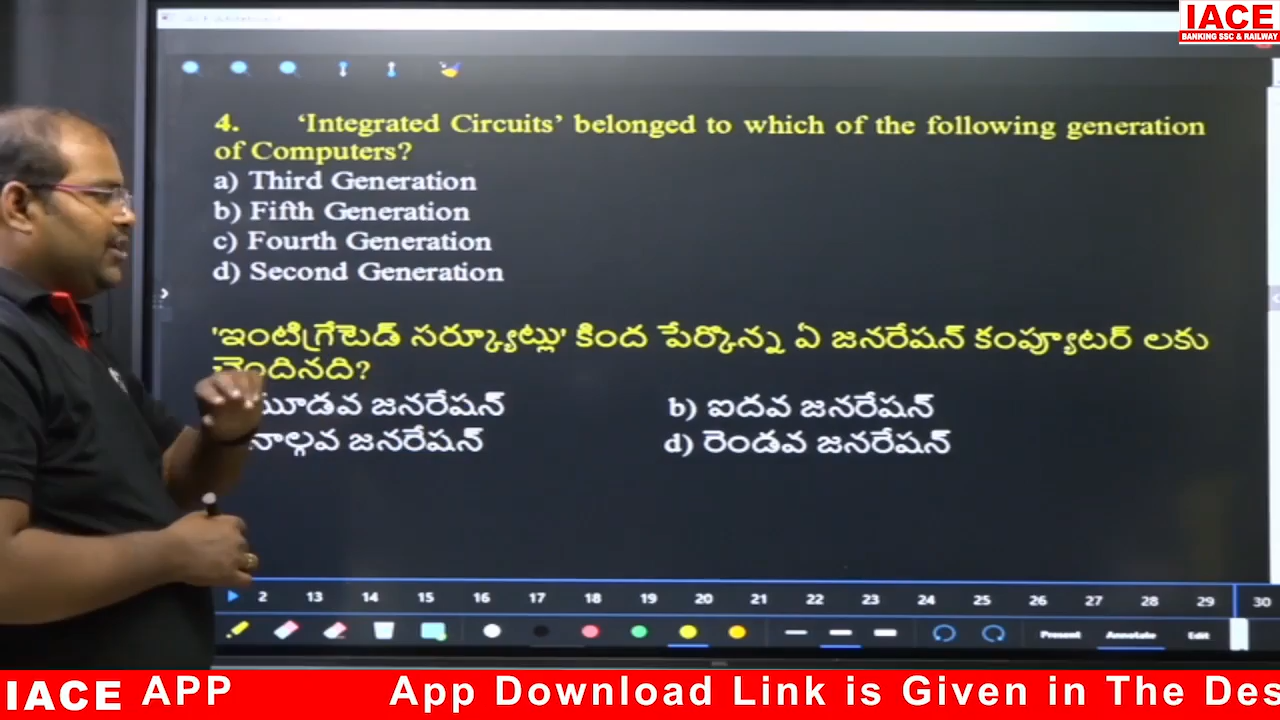 IACE
BANKING SSC & RAILWAY
4. ‘Integrated Circuits’ belonged to which of the following generation
of Computers?
a) Third Generation
b) Fifth Generation
c) Fourth Generation
d) Second Generation
'ఇంటిగ్రేటెడ్ సర్క్యూట్లు' కింద పేర్కొన్న ఏ జనరేషన్ కంప్యూటర్ లకు
చెందినది?
మూడవ జనరేషన్ b) ఐదవ జనరేషన్
నాల్గవ జనరేషన్ d) రెండవ జనరేషన్
2 13 14 15 16 17 18 19 20 21 22 23 24 25 26 27 28 29 30
Present Annotate Edit
IACE APP App Download Link is Given in The Des